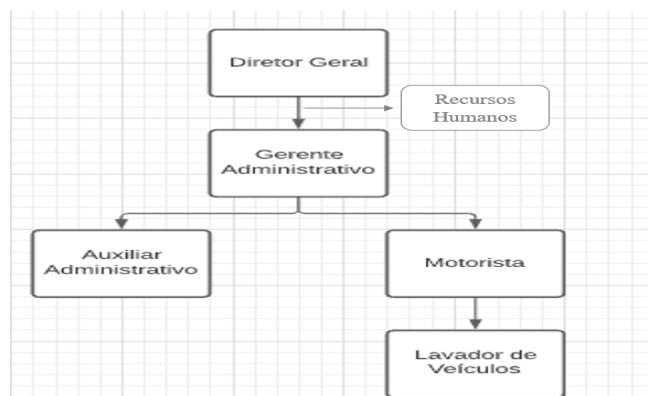 Diretor Geral
Recursos
Humanos
Gerente
Administrativo
Auxiliar
Administrativo
Motorista
Lavador de
Veículos